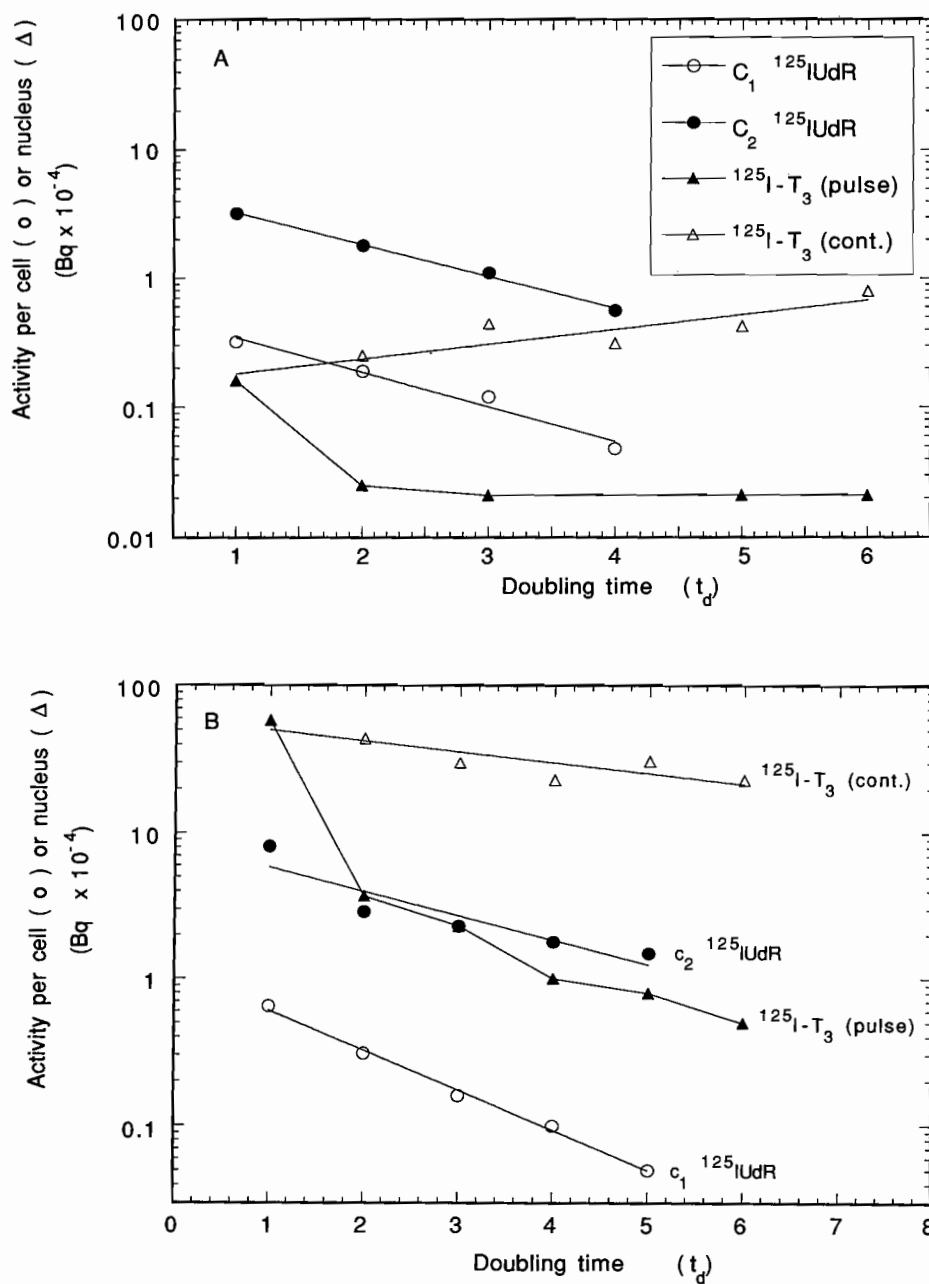 Activity per cell ( o ) or nucleus ( Δ )
(Bq x 10⁻⁴)
100
10
1
0.1
0.01
A
C₁ ¹²⁵IUdR
C₂ ¹²⁵IUdR
¹²⁵I-T₃ (pulse)
¹²⁵I-T₃ (cont.)
1 2 3 4 5 6
Doubling time ( t_d )
Activity per cell ( o ) or nucleus ( Δ )
(Bq x 10⁻⁴)
100
10
1
0.1
B
¹²⁵I-T₃ (cont.)
c₂ ¹²⁵IUdR
¹²⁵I-T₃ (pulse)
c₁ ¹²⁵IUdR
0 1 2 3 4 5 6 7 8
Doubling time ( t_d )